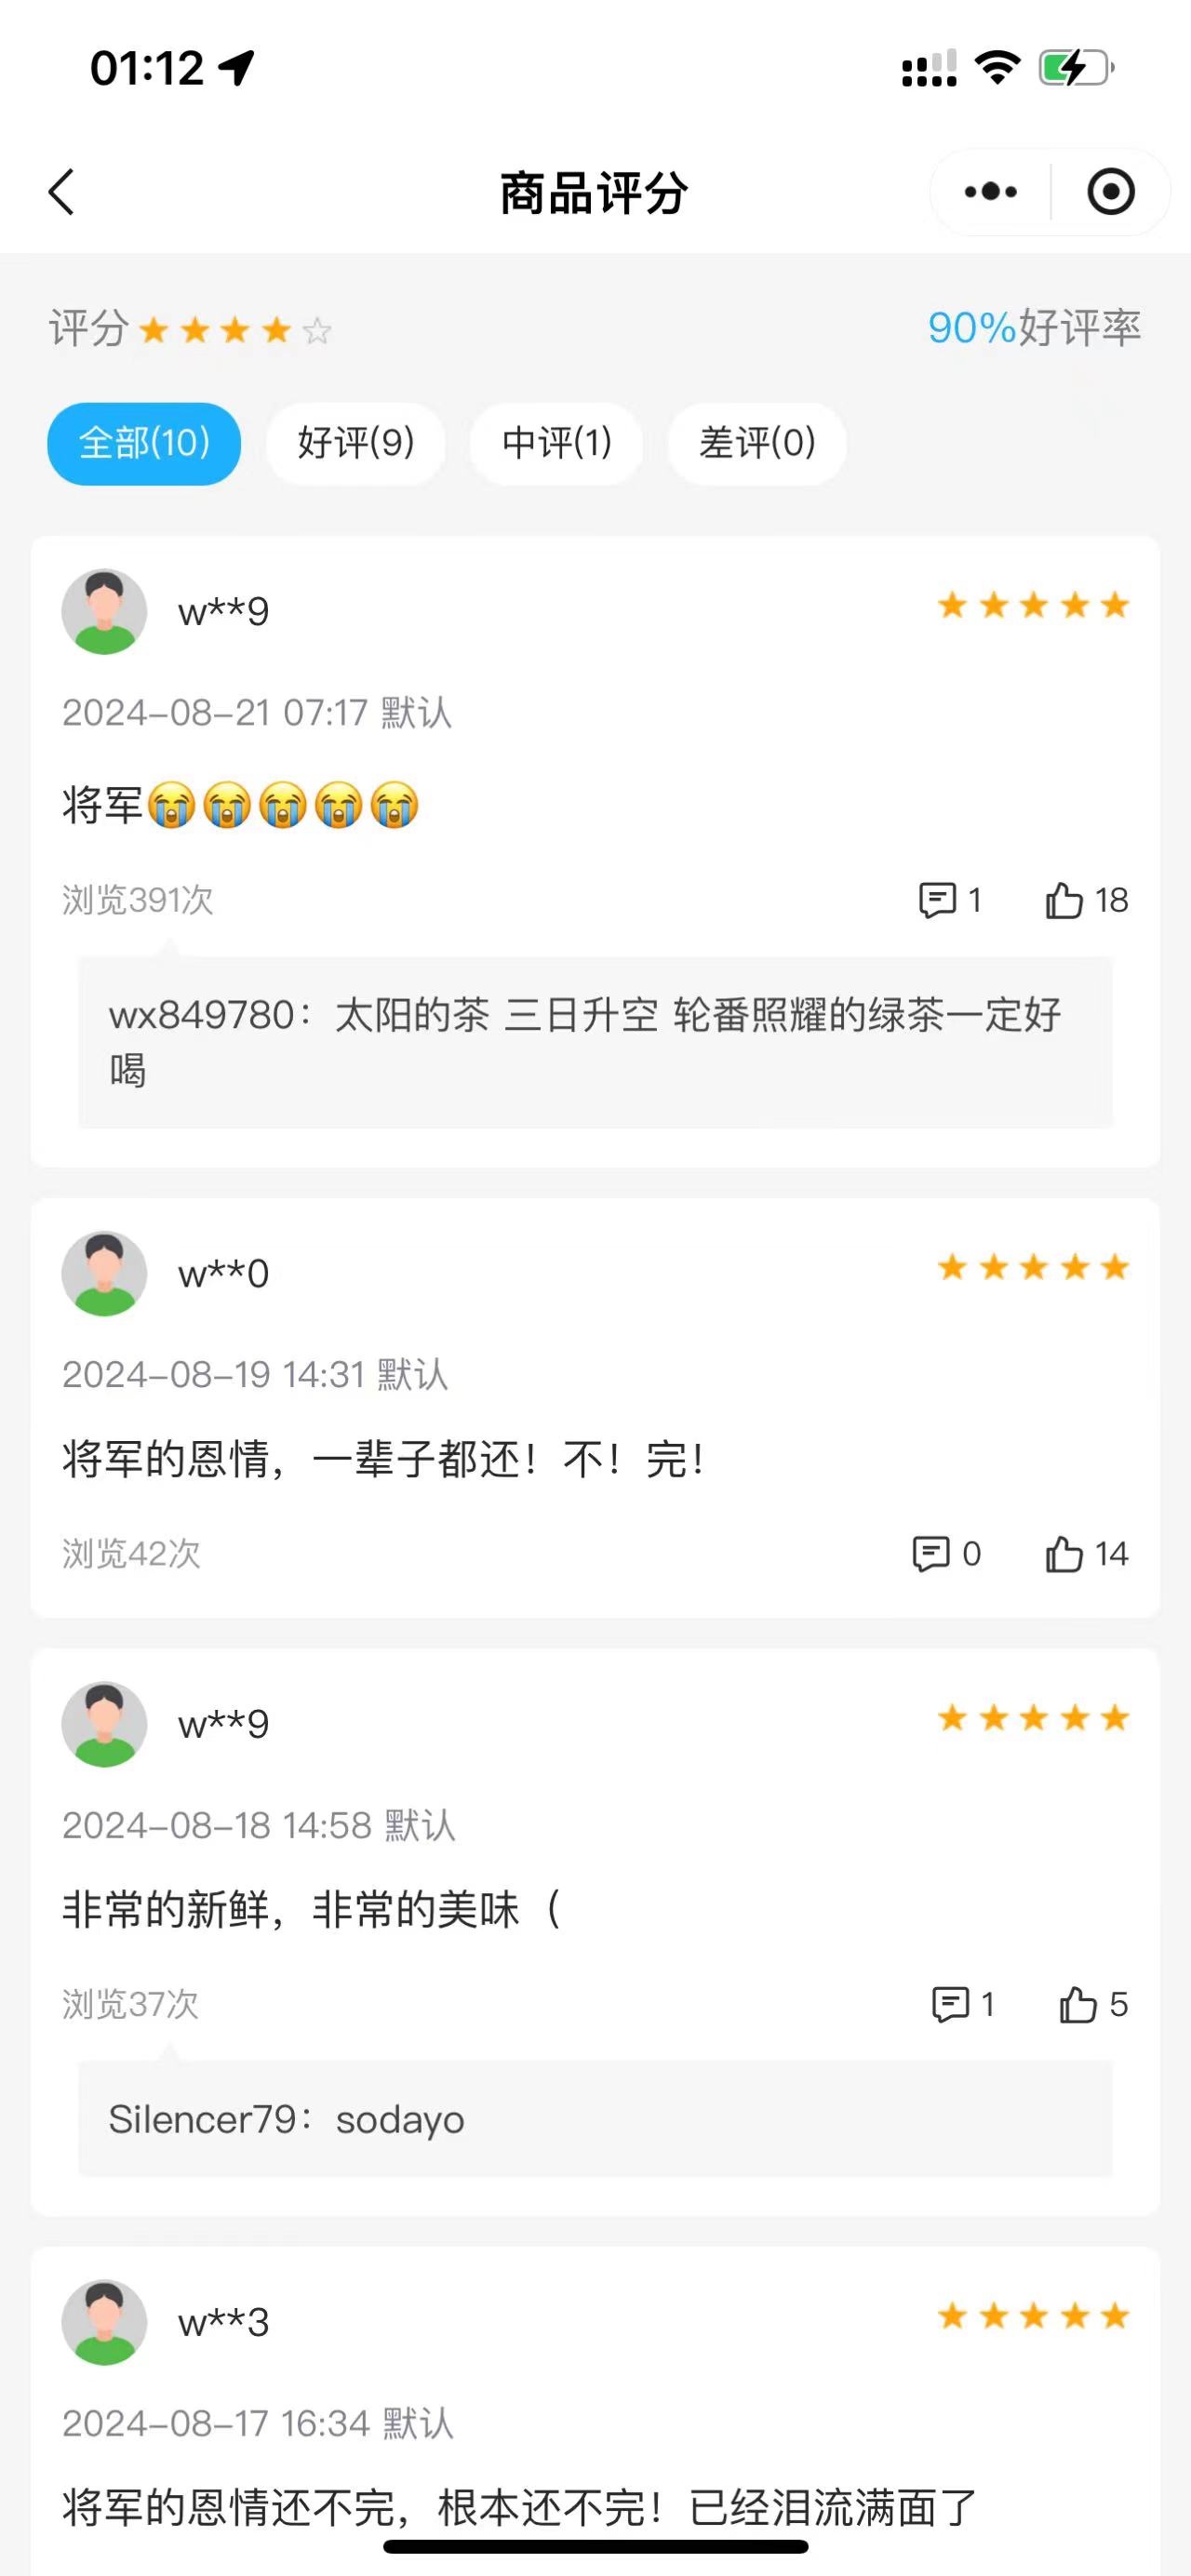 01:12
商品评分
评分
90%好评率
全部(10)
好评(9)
中评(1)
差评(0)
w**9
2024-08-21 07:17 默认
将军😭😭😭😭😭
浏览391次
1
18
wx849780：太阳的茶 三日升空 轮番照耀的绿茶一定好
喝
w**0
2024-08-19 14:31 默认
将军的恩情，一辈子都还！不！完！
浏览42次
0
14
w**9
2024-08-18 14:58 默认
非常的新鲜，非常的美味（
浏览37次
1
5
Silencer79：sodayo
w**3
2024-08-17 16:34 默认
将军的恩情还不完，根本还不完！已经泪流满面了